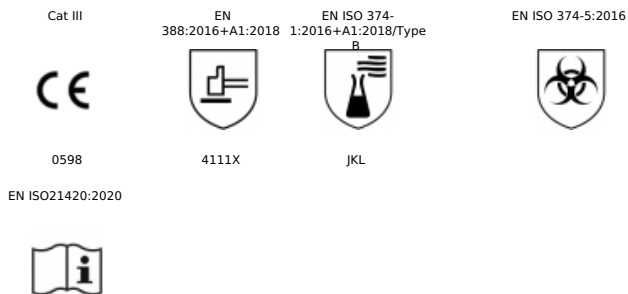 Cat III
EN
388:2016+A1:2018
EN ISO 374-
1:2016+A1:2018/Type
B
EN ISO 374-5:2016
CE
0598
4111X
JKL
EN ISO21420:2020
i